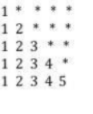 1 * * * *
1 2 * * *
1 2 3 * *
1 2 3 4 *
1 2 3 4 5